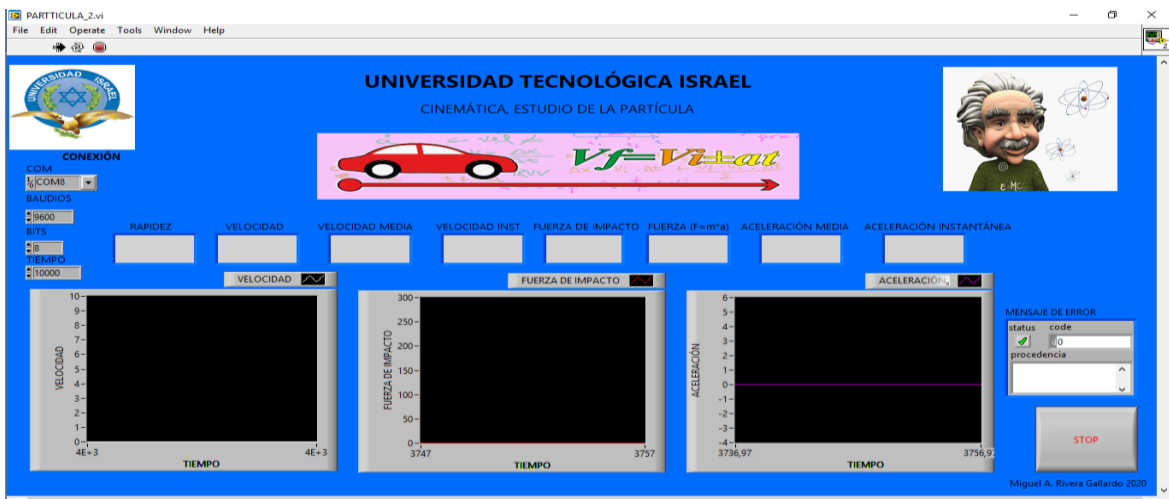 PARTTICULA_2.vi
File Edit Operate Tools Window Help
2
UNIVERSIDAD ISRAEL
UNIVERSIDAD TECNOLÓGICA ISRAEL
CINEMÁTICA, ESTUDIO DE LA PARTÍCULA
Vf=Vi±at
CONEXIÓN
COM
COM8
BAUDIOS
9600
BITS
8
TIEMPO
10000
RAPIDEZ VELOCIDAD VELOCIDAD MEDIA VELOCIDAD INST FUERZA DE IMPACTO FUERZA (F=m*a) ACELERACIÓN MEDIA ACELERACIÓN INSTANTÁNEA
VELOCIDAD
VELOCIDAD
10
9
8
7
6
5
4
3
2
1
0
4E+3 4E+3
TIEMPO
FUERZA DE IMPACTO
FUERZA DE IMPACTO
300
250
200
150
100
50
0
3747 3757
TIEMPO
ACELERACIÓN
ACELERACIÓN
6
5
4
3
2
1
0
-1
-2
-3
-4
3736,97 3756,97
TIEMPO
MENSAJE DE ERROR
status code
0
procedencia
STOP
Miguel A. Rivera Gallardo 2020